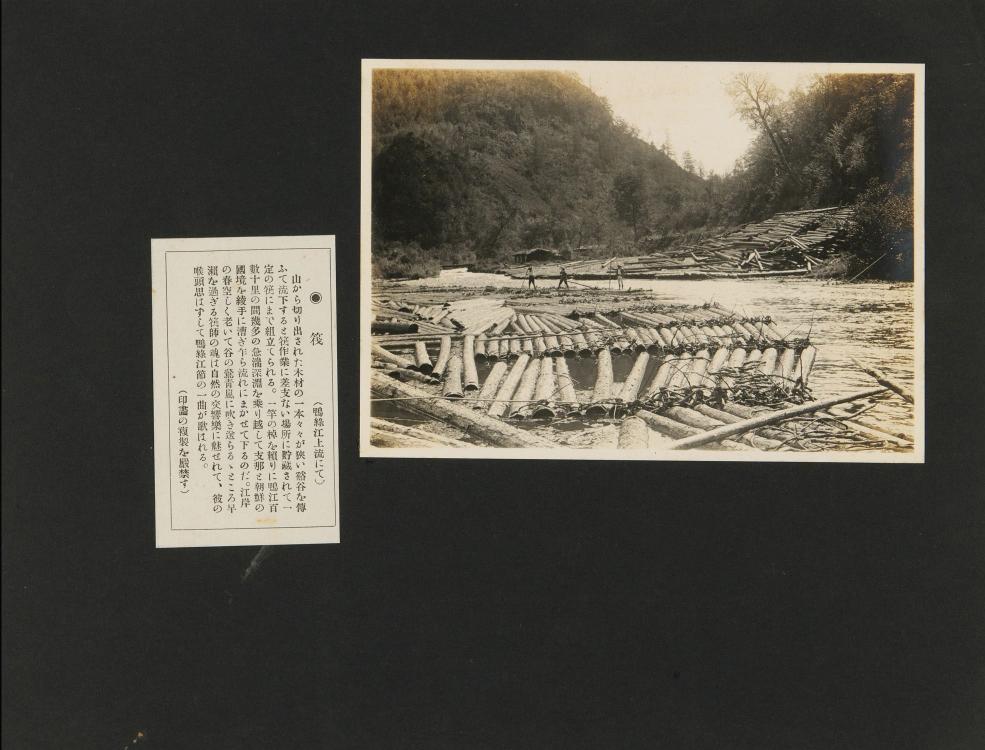 ◉ 筏 (鴨綠江上流にて)
山から切り出された木材の一本々々が狹い谿谷を傳
ふて流下すると筏作業に差支ない場所に貯藏されて一
定の筏にまで組立てられる。一竿の棹を賴りに鴨江百
數十里の間幾多の急湍深淵を乘り越して支那と朝鮮の
國境を綾手に漕ぎ乍ら流れにまかせて下るのだ。江岸
の春空しく老いて谷の鶯青嵐に吹き送らるゝところ早
瀨を過ぎる筏師の魂は自然の交響樂に魅せれて、彼の
喉頭思はずして鴨綠江節の一曲が歌はれる。
(印畫の複製を嚴禁す)